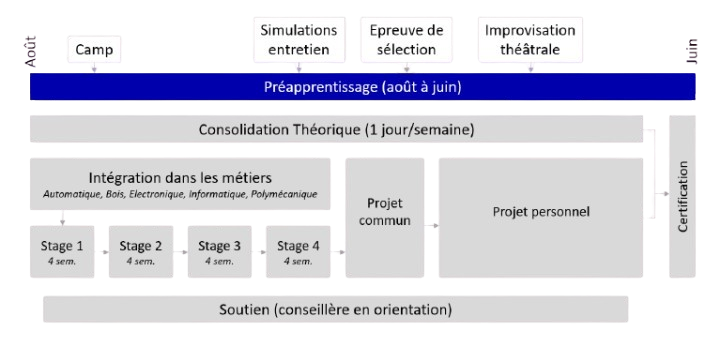 Août
Camp
Simulations
entretien
Epreuve de
sélection
Improvisation
théâtrale
Juin
Préapprentissage (août à juin)
Consolidation Théorique (1 jour/semaine)
Intégration dans les métiers
Automatique, Bois, Electronique, Informatique, Polymécanique
Stage 1
4 sem.
Stage 2
4 sem.
Stage 3
4 sem.
Stage 4
4 sem.
Projet
commun
Projet personnel
Certification
Soutien (conseillère en orientation)